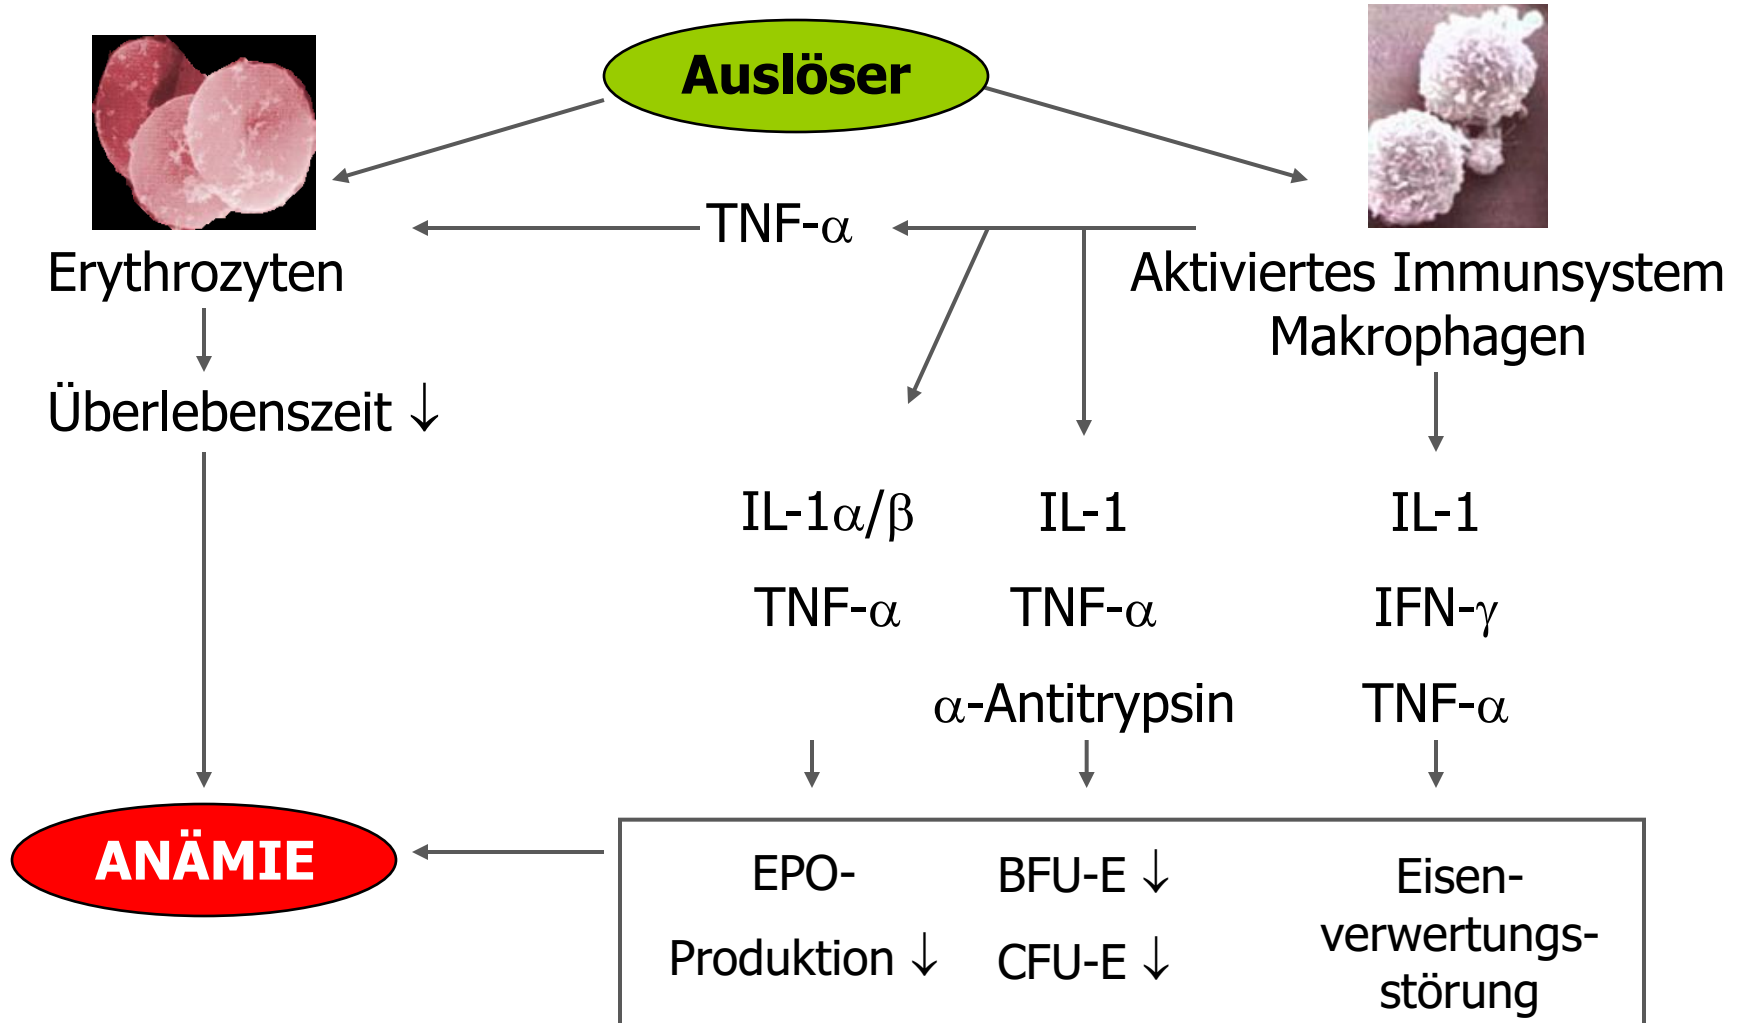 Auslöser
TNF-α
Erythrozyten
Aktiviertes Immunsystem
Makrophagen
Überlebenszeit ↓
IL-1α/β IL-1 IL-1
TNF-α TNF-α IFN-γ
α-Antitrypsin TNF-α
ANÄMIE
EPO- BFU-E ↓ Eisen-
Produktion ↓ CFU-E ↓ verwertungs-
störung